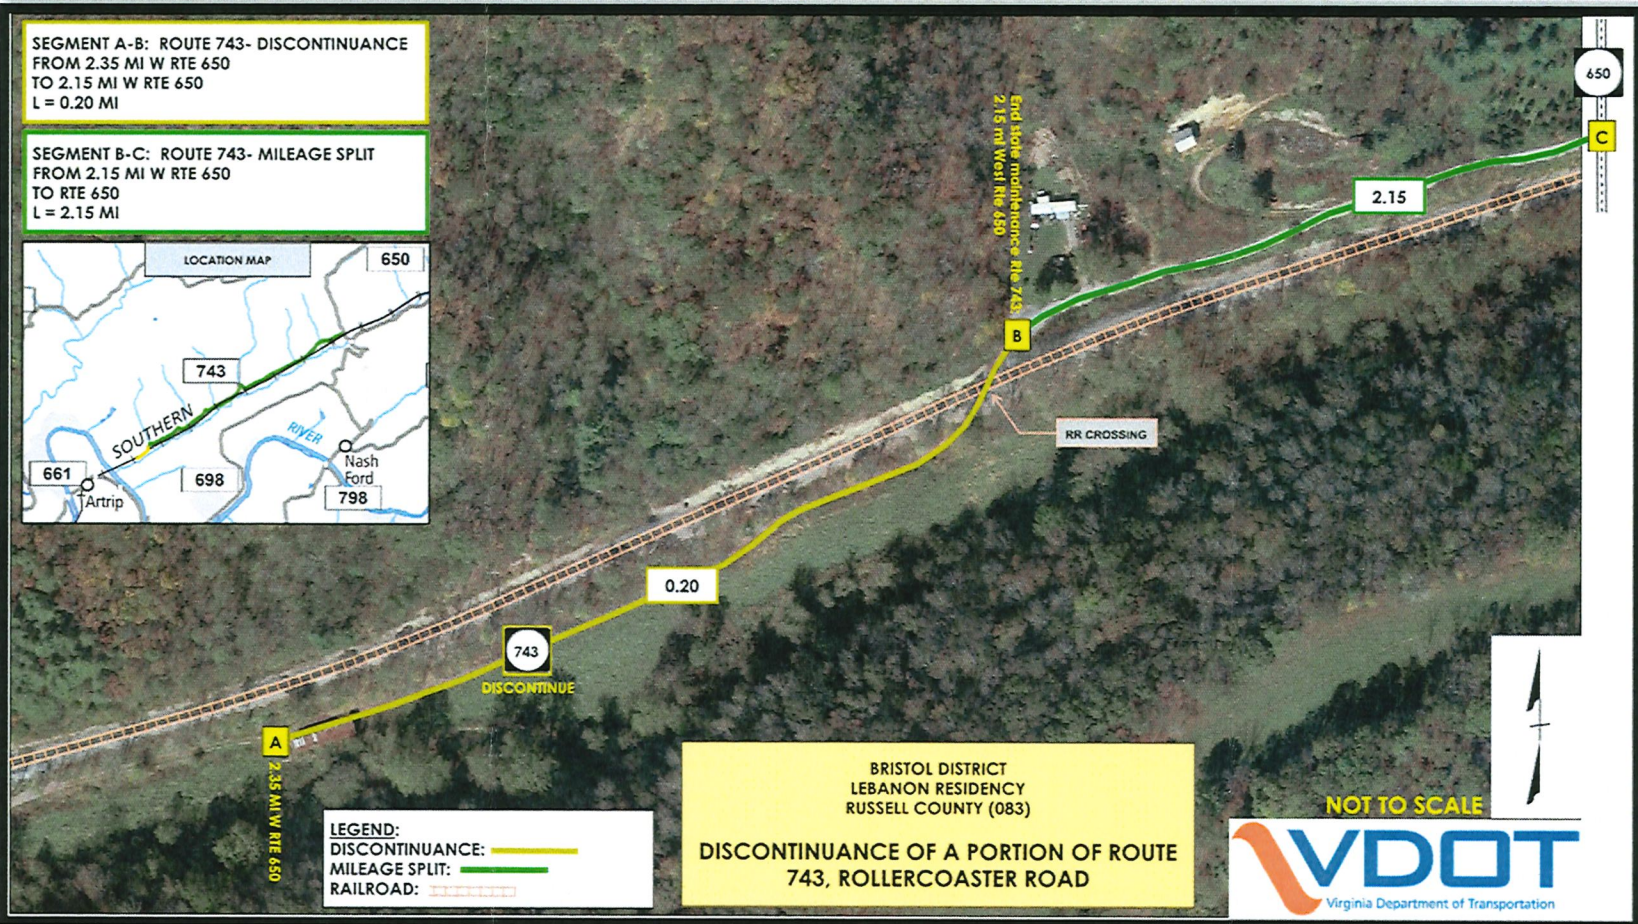 SEGMENT A-B: ROUTE 743- DISCONTINUANCE
FROM 2.35 MI W RTE 650
TO 2.15 MI W RTE 650
L = 0.20 MI
SEGMENT B-C: ROUTE 743- MILEAGE SPLIT
FROM 2.15 MI W RTE 650
TO RTE 650
L = 2.15 MI
LOCATION MAP
650
743
SOUTHERN
RIVER
661
Artrip
698
Nash
Ford
798
End state maintenance Rte 743:
2.15 mi West Rte 650
650
C
2.15
B
RR CROSSING
0.20
743
DISCONTINUE
A
2.35 MI W RTE 650
LEGEND:
DISCONTINUANCE:
MILEAGE SPLIT:
RAILROAD:
BRISTOL DISTRICT
LEBANON RESIDENCY
RUSSELL COUNTY (083)
DISCONTINUANCE OF A PORTION OF ROUTE
743, ROLLERCOASTER ROAD
NOT TO SCALE
VDOT
Virginia Department of Transportation